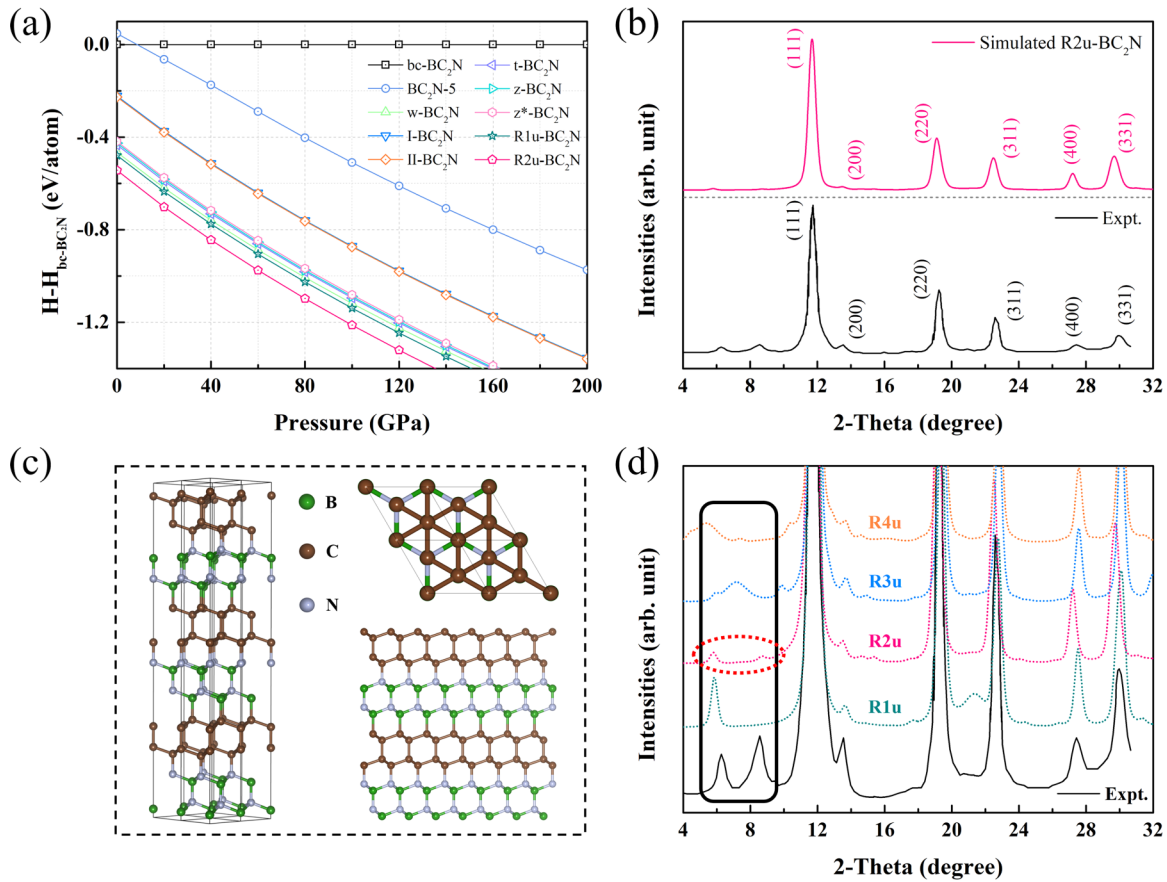 (a)
H-H_bc-BC₂N (eV/atom)
0.0
-0.4
-0.8
-1.2
bc-BC₂N
BC₂N-5
w-BC₂N
I-BC₂N
II-BC₂N
t-BC₂N
z-BC₂N
z*-BC₂N
R1u-BC₂N
R2u-BC₂N
0 40 80 120 160 200
Pressure (GPa)
(b)
Intensities (arb. unit)
Simulated R2u-BC₂N
(111)
(200)
(220)
(311)
(400)
(331)
Expt.
(111)
(200)
(220)
(311)
(400)
(331)
4 8 12 16 20 24 28 32
2-Theta (degree)
(c)
B
C
N
(d)
Intensities (arb. unit)
R4u
R3u
R2u
R1u
Expt.
4 8 12 16 20 24 28 32
2-Theta (degree)